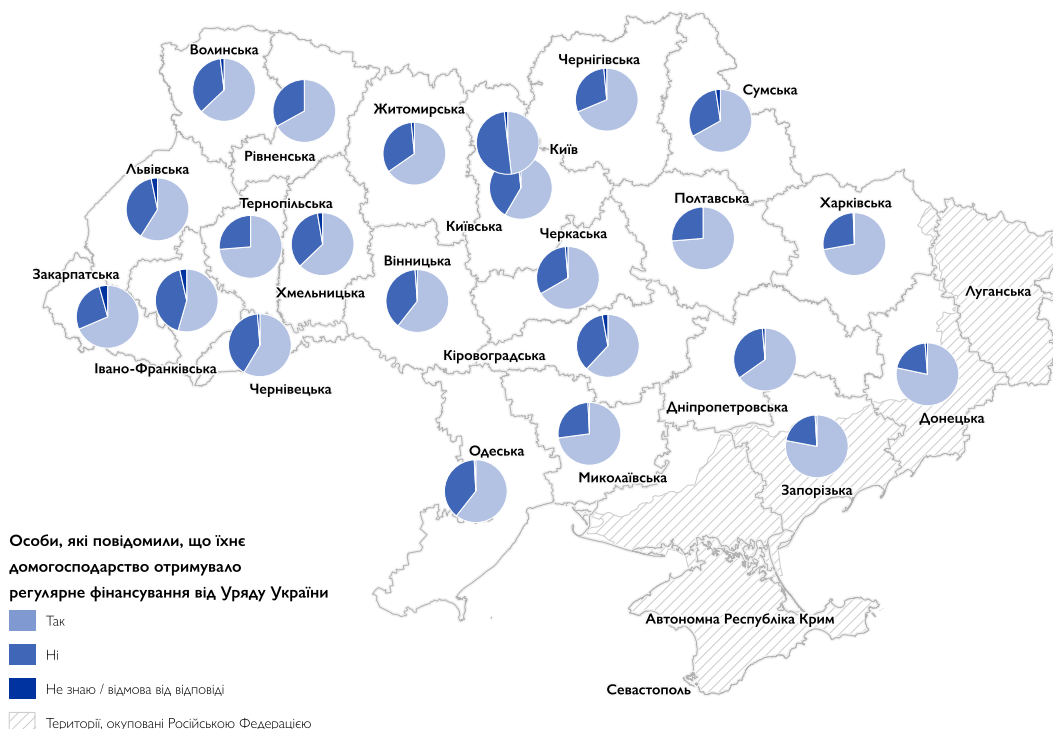 Волинська
Чернігівська
Сумська
Житомирська
Київ
Рівненська
Львівська
Тернопільська
Полтавська
Харківська
Київська
Черкаська
Вінницька
Закарпатська
Хмельницька
Луганська
Кіровоградська
Івано-Франківська
Чернівецька
Дніпропетровська
Донецька
Одеська
Миколаївська
Запорізька
Особи, які повідомили, що їхнє
домогосподарство отримувало
регулярне фінансування від Уряду України
Так
Ні
Не знаю / відмова від відповіді
Території, окуповані Російською Федерацією
Автономна Республіка Крим
Севастополь